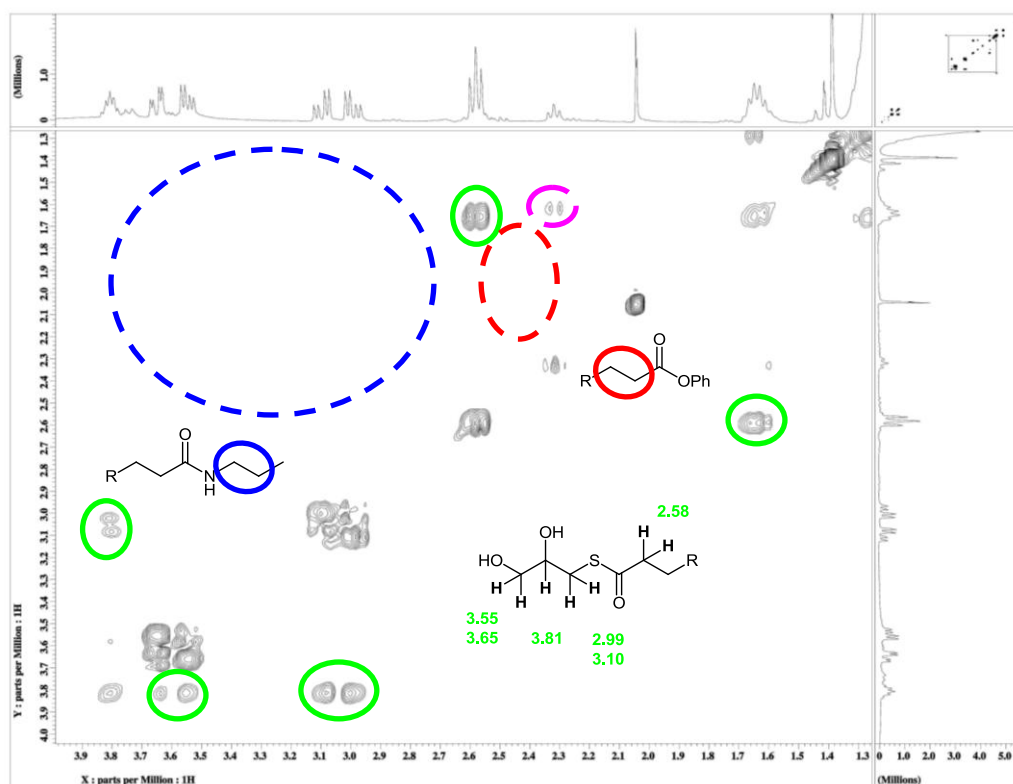 (Millions)
1.0
0
3.9 3.8 3.7 3.6 3.5 3.4 3.3 3.2 3.1 3.0 2.9 2.8 2.7 2.6 2.5 2.4 2.3 2.2 2.1 2.0 1.9 1.8 1.7 1.6 1.5 1.4 1.3
X : parts per Million : 1H
Y : parts per Million : 1H
1.3
1.4
1.5
1.6
1.7
1.8
1.9
2.0
2.1
2.2
2.3
2.4
2.5
2.6
2.7
2.8
2.9
3.0
3.1
3.2
3.3
3.4
3.5
3.6
3.7
3.8
3.9
4.0
0 1.0 2.0 3.0 4.0 5.0
(Millions)
O
R
OPh
O
R
N
H
2.58
OH
H
HO
S
H
R
H
H
H
H
H
O
3.55
3.65
3.81
2.99
3.10